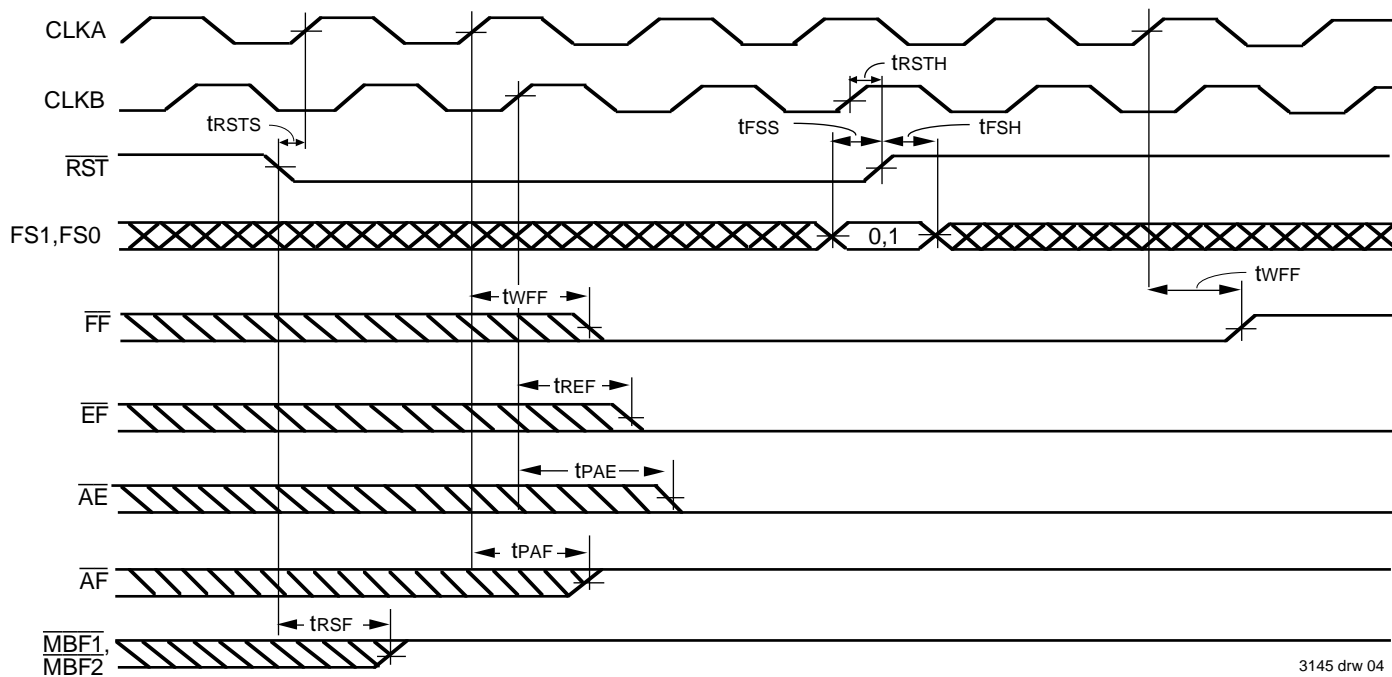 CLKA
tRSTH
CLKB
tRSTS
tFSS
tFSH
RST
FS1,FS0
0,1
tWFF
tWFF
FF
tREF
EF
tPAE
AE
tPAF
AF
tRSF
MBF1,
MBF2
3145 drw 04